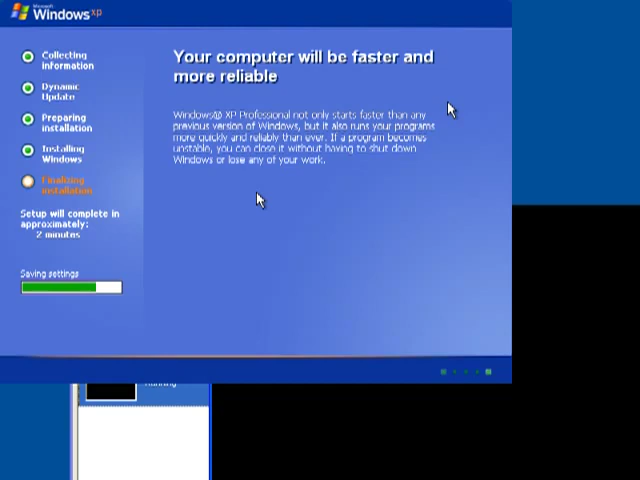 Microsoft
Windows xp
Collecting
information
Dynamic
Update
Preparing
installation
Installing
Windows
Finalizing
installation
Setup will complete in
approximately:
2 minutes
Saving settings
Your computer will be faster and
more reliable
Windows® XP Professional not only starts faster than any
previous version of Windows, but it also runs your programs
more quickly and reliably than ever. If a program becomes
unstable, you can close it without having to shut down
Windows or lose any of your work.
Running